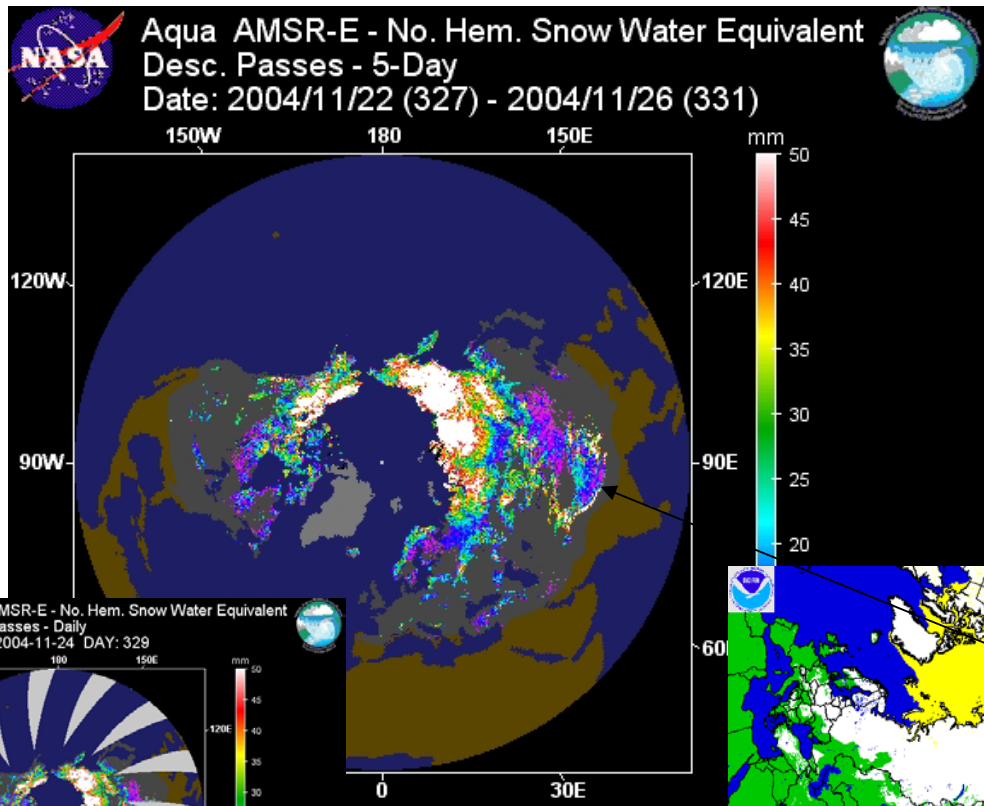 NASA
Aqua AMSR-E - No. Hem. Snow Water Equivalent
Desc. Passes - 5-Day
Date: 2004/11/22 (327) - 2004/11/26 (331)
150W 180 150E
mm
50
45
40
35
30
25
20
120W
120E
90W
90E
60
0 30E
MSR-E - No. Hem. Snow Water Equivalent
asses - Daily
2004-11-24 DAY: 329
180 150E
mm
50
45
40
35
30
120E